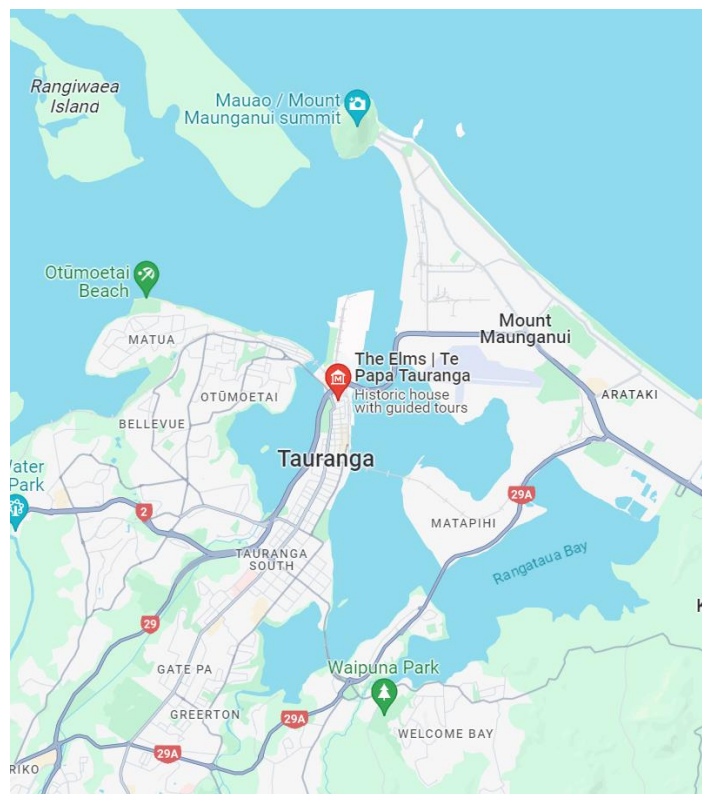 Rangiwaea
Island
Mauao / Mount
Maunganui summit
Otūmoetai
Beach
MATUA
Mount
Maunganui
The Elms | Te
Papa Tauranga
Historic house
with guided tours
OTŪMOETAI
ARATAKI
BELLEVUE
Tauranga
Water
Park
29A
2
MATAPIHI
Rangataua Bay
TAURANGA
SOUTH
29
GATE PA
Waipuna Park
GREERTON
29A
WELCOME BAY
29A
RIKO
K